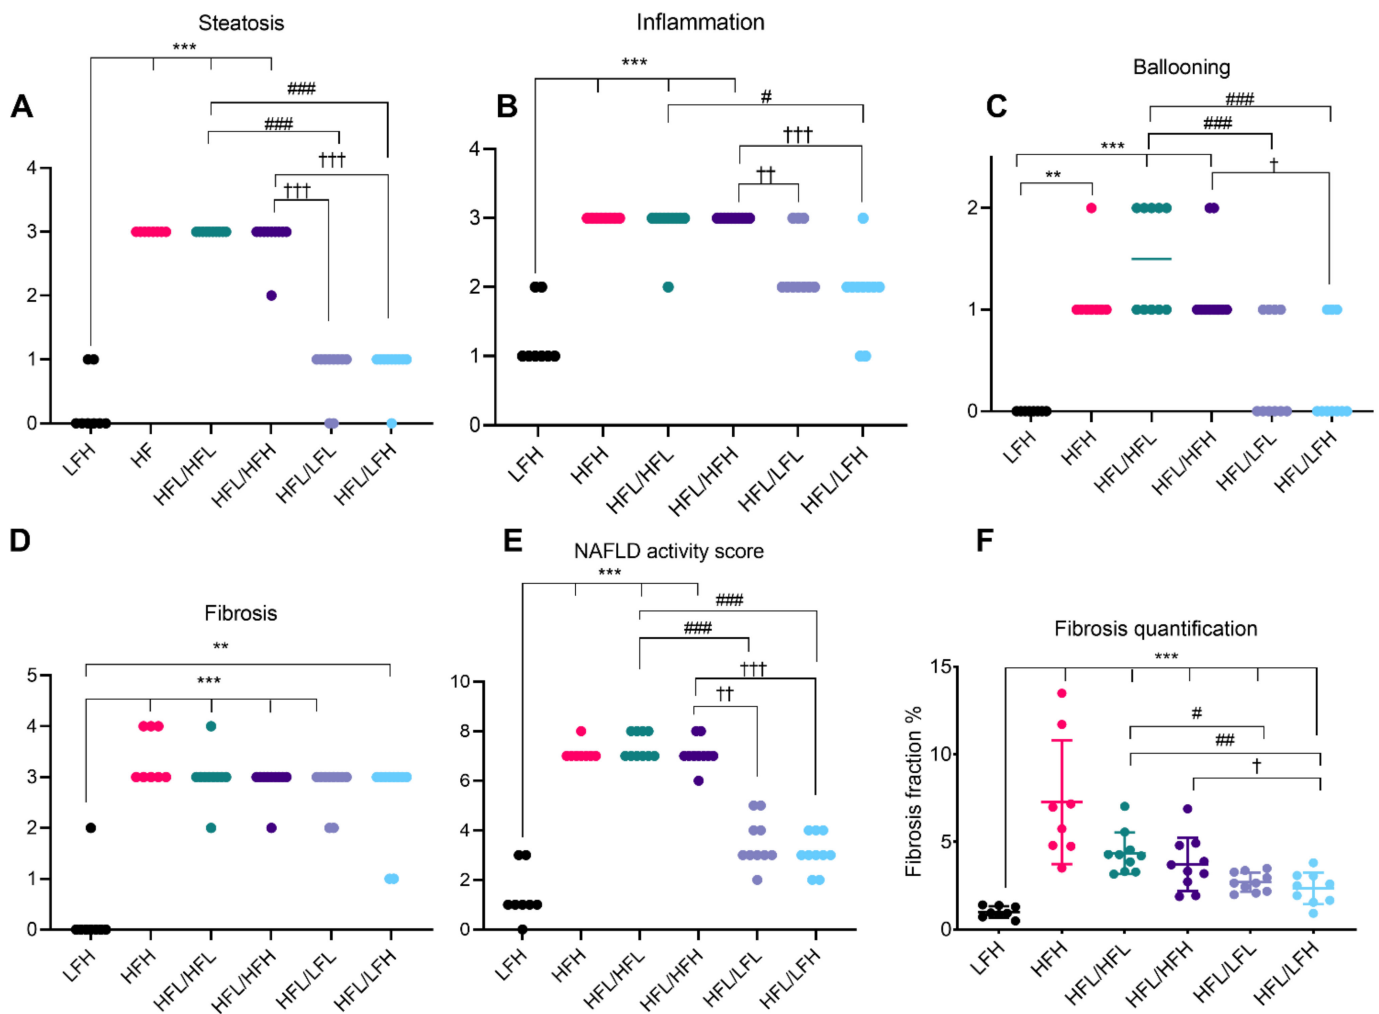 Steatosis
A
***
###
###
†††
†††
4
3
2
1
0
LFH
HF
HFL/HFL
HFL/HFH
HFL/LFL
HFL/LFH
Inflammation
B
***
#
†††
††
4
3
2
1
0
LFH
HFH
HFL/HFL
HFL/HFH
HFL/LFL
HFL/LFH
Ballooning
C
###
###
***
†
**
2
1
0
LFH
HFH
HFL/HFL
HFL/HFH
HFL/LFL
HFL/LFH
D
Fibrosis
**
***
5
4
3
2
1
0
LFH
HFH
HFL/HFL
HFL/HFH
HFL/LFL
HFL/LFH
E
NAFLD activity score
***
###
###
†††
††
10
8
6
4
2
0
LFH
HFH
HFL/HFL
HFL/HFH
HFL/LFL
HFL/LFH
F
Fibrosis quantification
***
#
##
†
Fibrosis fraction %
15
10
5
0
LFH
HFH
HFL/HFL
HFL/HFH
HFL/LFL
HFL/LFH